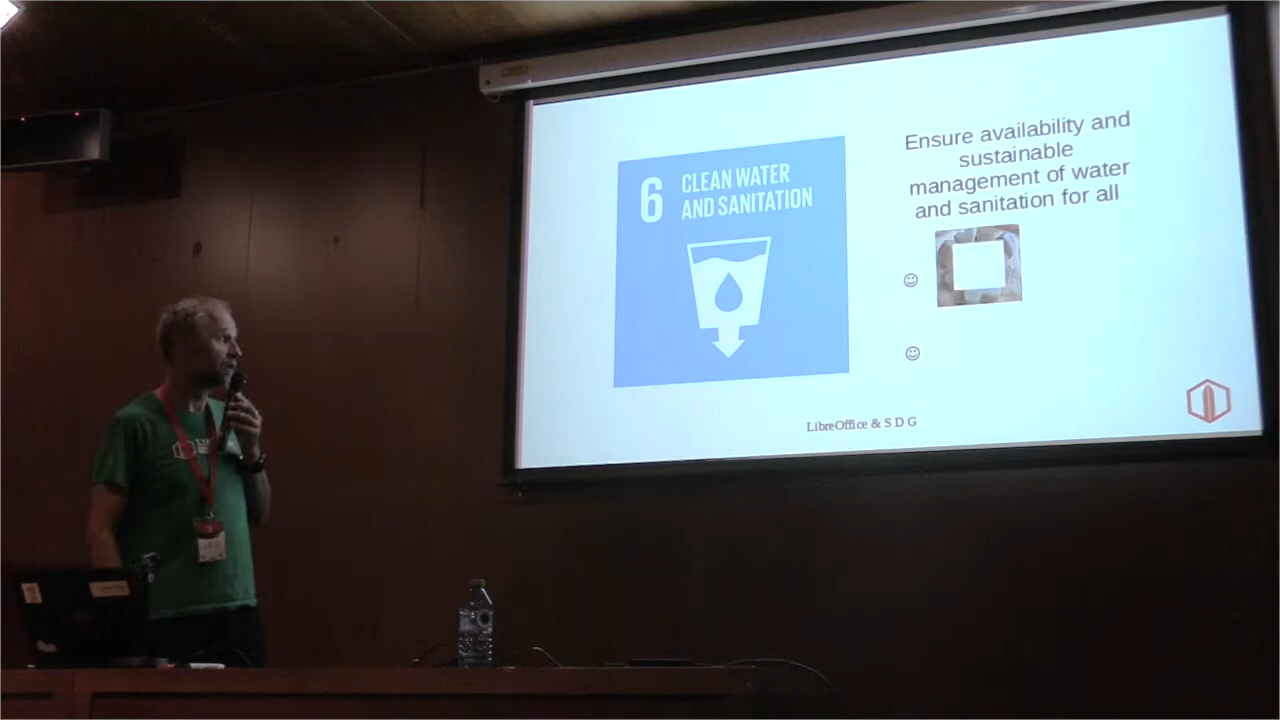 6
CLEAN WATER
AND SANITATION
Ensure availability and
sustainable
management of water
and sanitation for all
LibreOffice & S D G